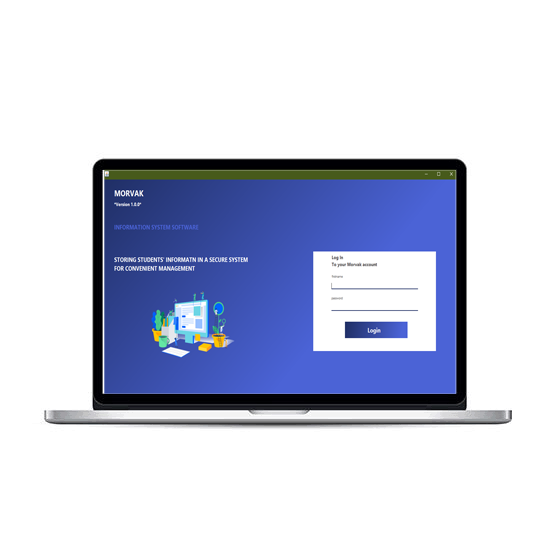 MORVAK
"Version 1.0.0"
INFORMATION SYSTEM SOFTWARE
STORING STUDENTS' INFORMATN IN A SECURE SYSTEM
FOR CONVENIENT MANAGEMENT
Log In
To your Morvak account
password
Login